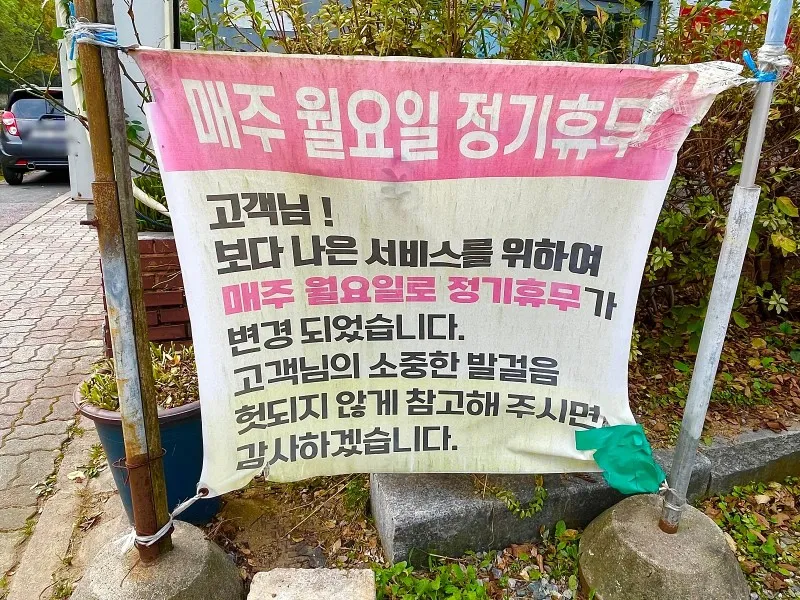 매주 월요일 정기휴무
고객님 !
보다 나은 서비스를 위하여
매주 월요일로 정기휴무가
변경 되었습니다.
고객님의 소중한 발걸음
헛되지 않게 참고해 주시면
감사하겠습니다.